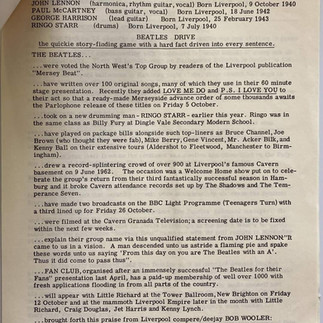 JOHN LENNON (harmonica, rhythm guitar, vocal) Born Liverpool, 9 October 1940
PAUL McCARTNEY (bass guitar, vocal) Born Liverpool, 18 June 1942
GEORGE HARRISON (lead guitar) Born Liverpool, 25 February 1943
RINGO STARR (drums) Born Liverpool, 7 July 1940
BEATLES DRIVE
the quickie story-finding game with a hard fact driven into every sentence.
THE BEATLES...
...were voted the North West's Top Group by readers of the Liverpool publication
"Mersey Beat".
...have written over 100 original songs, many of which they use in their 60 minute
stage presentation. Recently they added LOVE ME DO and P.S. I LOVE YOU to
their act so that a ready-made Merseyside advance order of some thousands awaits
the Parlophone release of these titles on Friday 5 October.
...took on a new drumming man - RINGO STARR - earlier this year. Ringo was in
the same class as Billy Fury at Dingle Vale Secondary Modern School.
...have played on package bills alongside such top-liners as Bruce Channel, Joe
Brown (who thought they were fab), Mike Berry, Gene Vincent, Mr. Acker Bilk, and
Kenny Ball on their extensive tours (Aldershot to Fleetwood, Manchester to Birm-
ingham).
...drew a record-splintering crowd of over 900 at Liverpool's famous Cavern
basement on 9 June 1962. The occasion was a Welcome Home show put on to cele-
brate the group's return from their third fantastically successful season in Ham-
burg and it broke Cavern attendance records set up by The Shadows and The Tem-
perance Seven.
...have made two broadcasts on the BBC Light Programme (Teenagers Turn) with
a third lined up for Friday 26 October.
...were filmed at the Cavern Granada Television; a screening date is to be fixed
within the next few weeks.
...explain their group name via this unqualified statement from JOHN LENNON "It
came to us in a vision. A man descended unto us astride a flaming pie and spake
these words unto us saying 'From this day on you are The Beatles with an A'.
Thus it did come to pass thus".
...FAN CLUB, organised after an immensely successful "The Beatles for their
Fans" presentation last April, has a paid-up membership of well over 1000 with
fresh applications flooding in from all parts of the country.
...will appear with Little Richard at the Tower Ballroom, New Brighton on Friday
12 October and at the mammoth Liverpool Empire later in the month with Little
Richard, Craig Douglas, Jet Harris and Kenny Lynch.
...brought forth this praise from Liverpool compere/deejay BOB WOOLER: